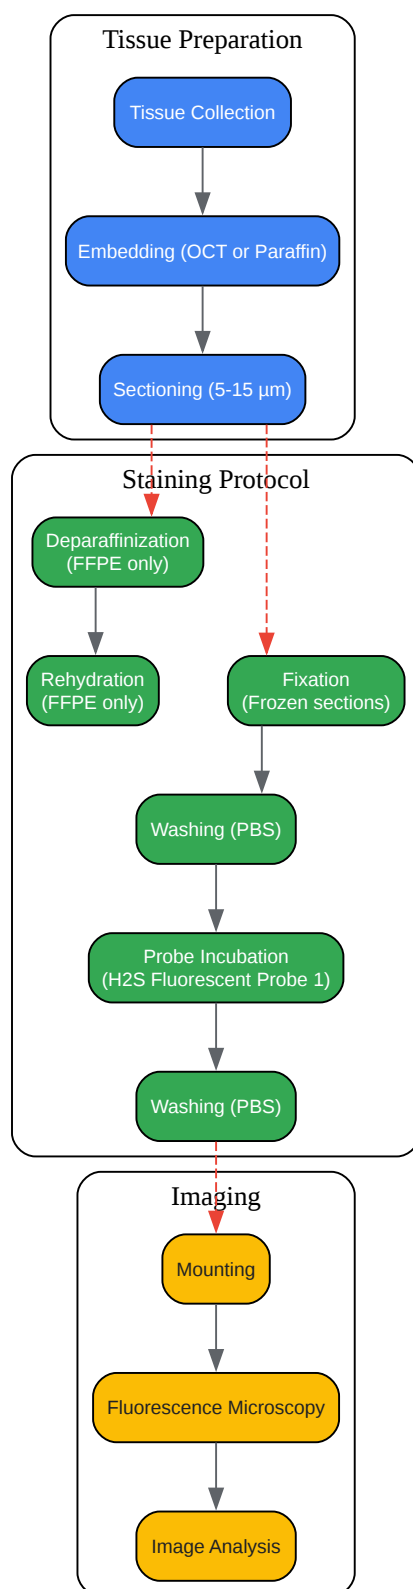 Tissue Preparation
Tissue Collection
Embedding (OCT or Paraffin)
Sectioning (5-15 µm)
Staining Protocol
Deparaffinization
(FFPE only)
Rehydration
(FFPE only)
Fixation
(Frozen sections)
Washing (PBS)
Probe Incubation
(H2S Fluorescent Probe 1)
Washing (PBS)
Imaging
Mounting
Fluorescence Microscopy
Image Analysis